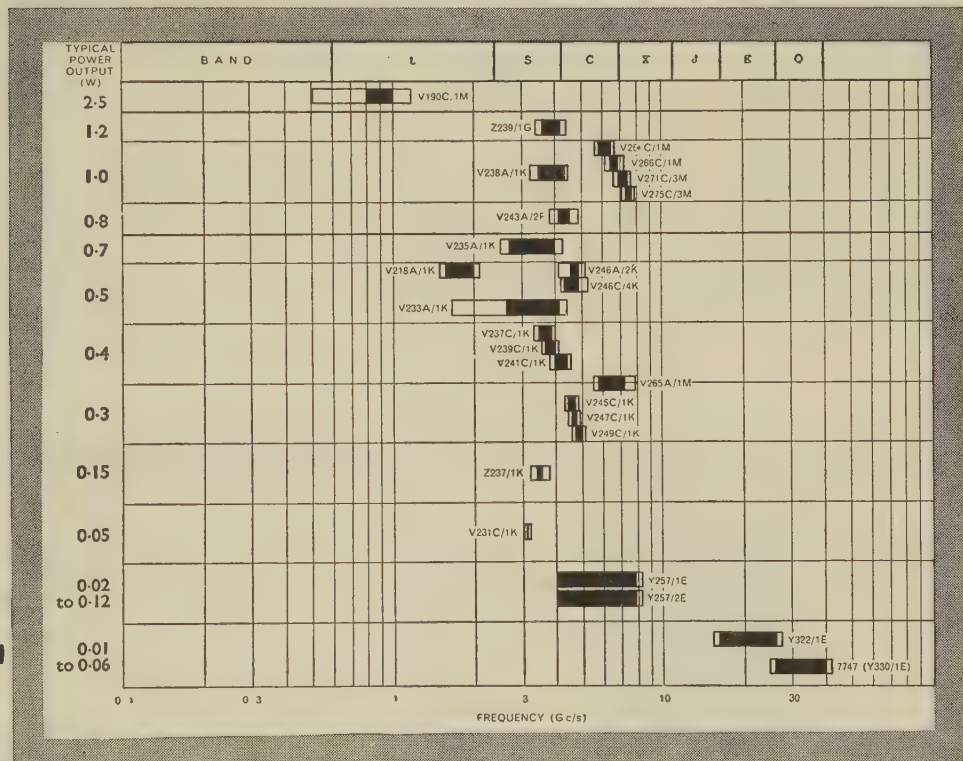 TYPICAL
POWER
OUTPUT
(W)
BAND L S C X J K Q
2·5 V190C,1M
1·2 Z239/1G
C/1M
V266C/1M
1·0 V238A/1K V271C/3M
V275C/3M
0·8 V243A/2F
0·7 V235A/1K
V218A/1K V246A/2K
0·5 V246C/4K
V233A/1K
V237C/1K
0·4 V239C/1K
V241C/1K
V265A/1M
0·3 V245C/1K
V247C/1K
V249C/1K
0·15 Z237/1K
0·05 V231C/1K
0·02 Y257/1E
to 0·12 Y257/2E
0·01 Y322/1E
to 0·06 7747 (Y330/1E)
0 1 0 3 1 3 10 30
FREQUENCY (Gc/s)